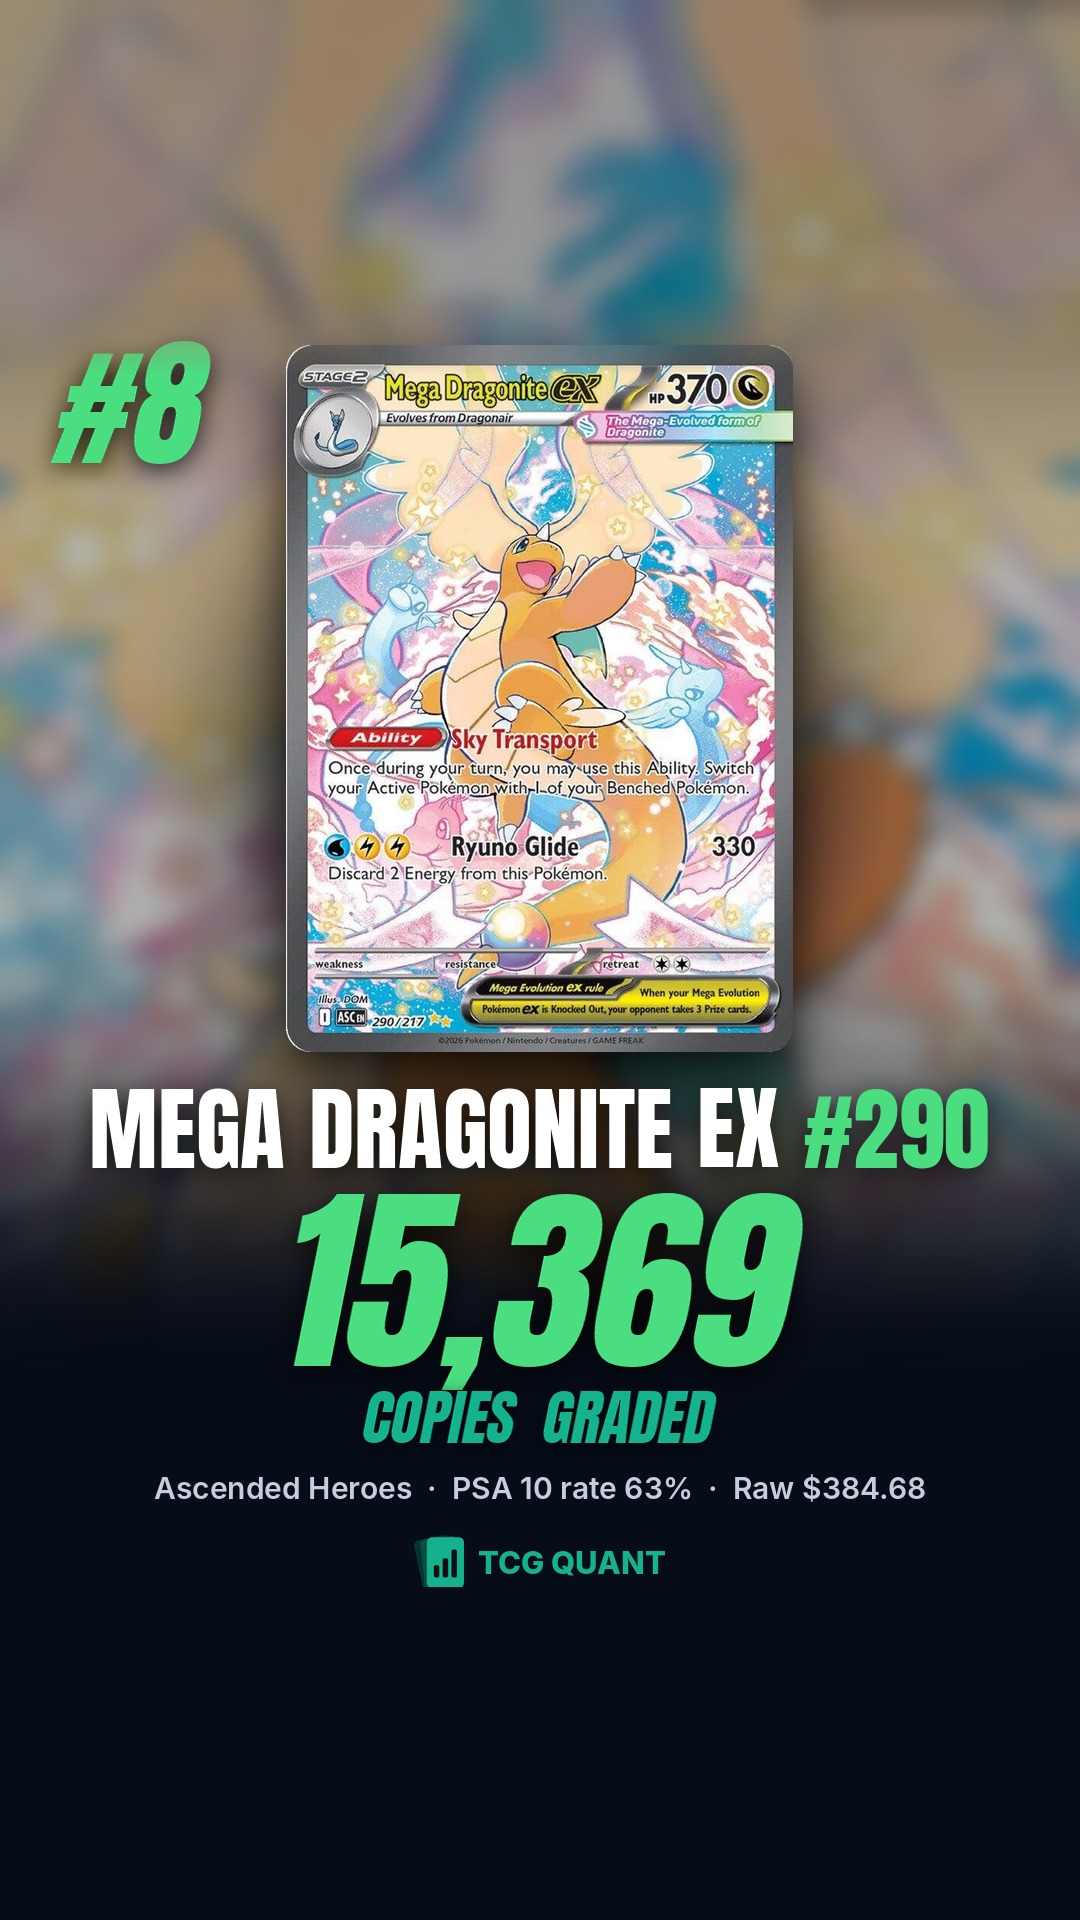 #8
STAGE2
Mega Dragonite ex
HP 370
Evolves from Dragonair
The Mega-Evolved form of
Dragonite
Ability Sky Transport
Once during your turn, you may use this Ability. Switch
your Active Pokémon with 1 of your Benched Pokémon.
Ryuno Glide 330
Discard 2 Energy from this Pokémon.
weakness resistance retreat
Mega Evolution ex rule When your Mega Evolution
Pokémon ex is Knocked Out, your opponent takes 3 Prize cards.
Illus. DOM
I ASC EN 290/217
©2026 Pokémon / Nintendo / Creatures / GAME FREAK
MEGA DRAGONITE EX #290
15,369
COPIES GRADED
Ascended Heroes · PSA 10 rate 63% · Raw $384.68
TCG QUANT